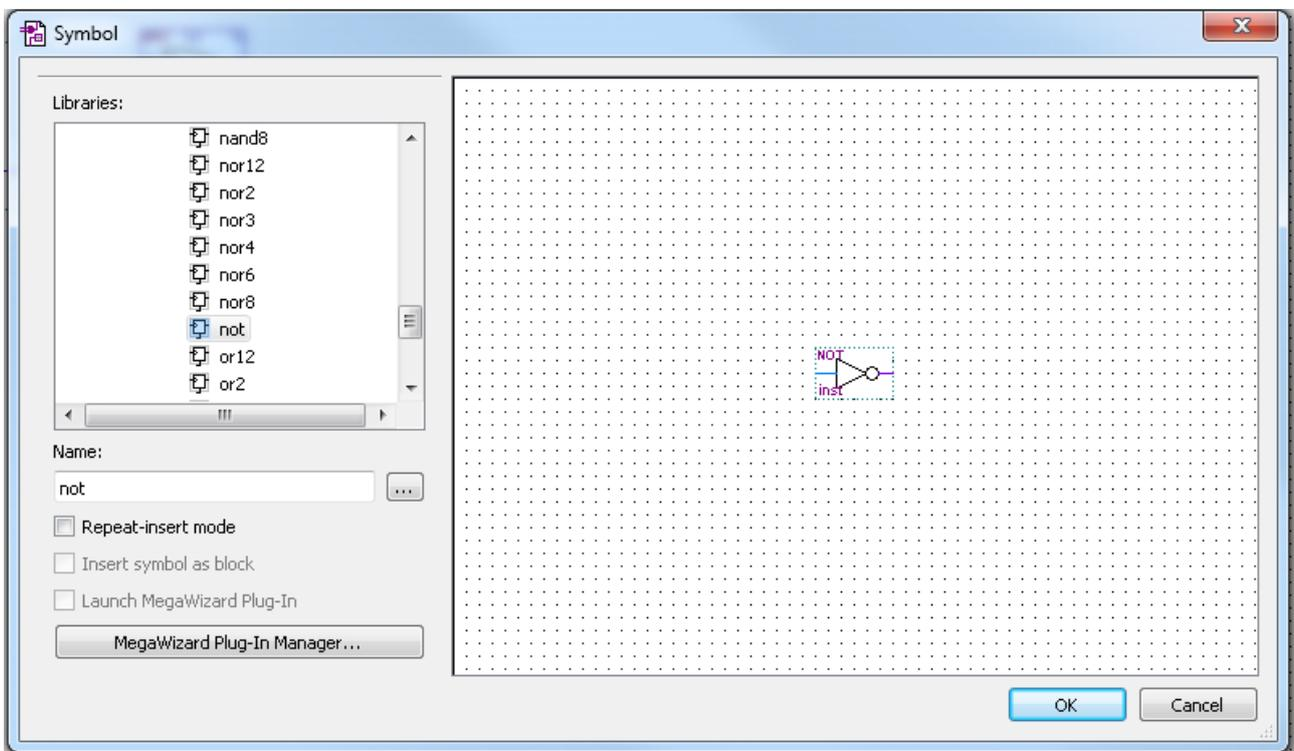 Symbol
Libraries:
nand8
nor12
nor2
nor3
nor4
nor6
nor8
not
or12
or2
Name:
not
...
Repeat-insert mode
Insert symbol as block
Launch MegaWizard Plug-In
MegaWizard Plug-In Manager...
NOT
inst
OK
Cancel